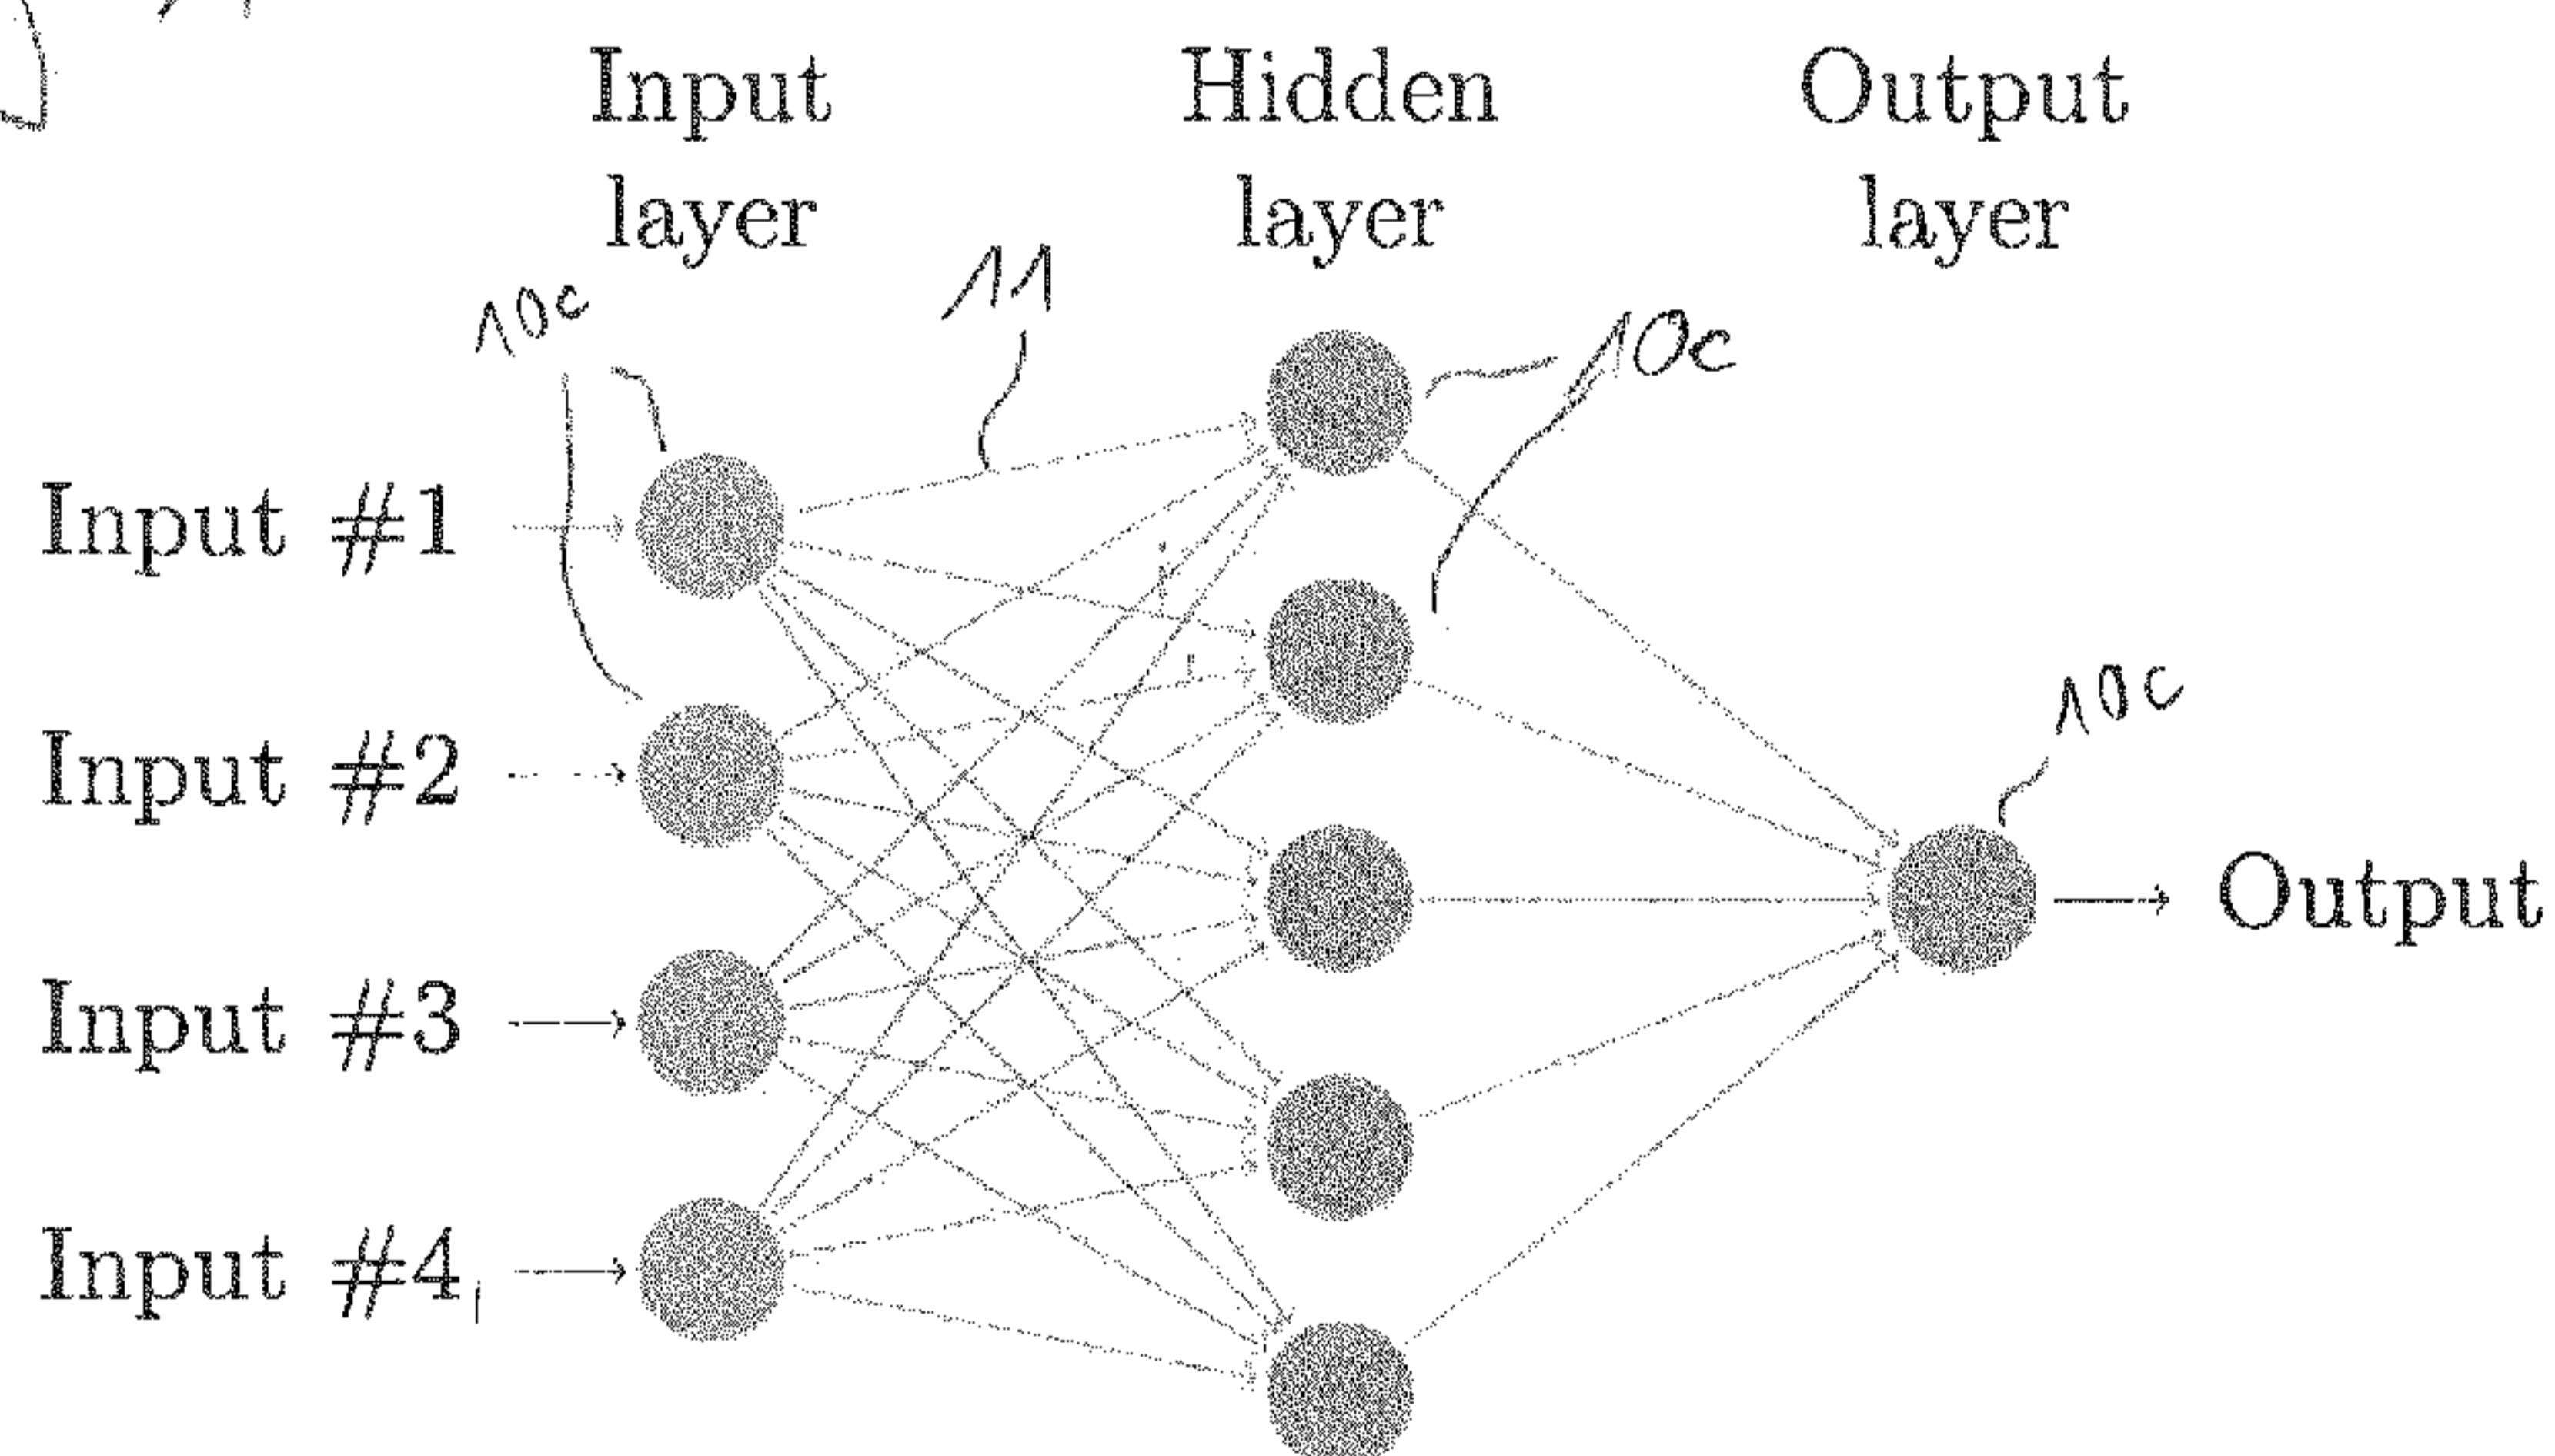 Input
layer
Hidden
layer
Output
layer
10c
11
10c
Input #1
Input #2
10c
Output
Input #3
Input #4